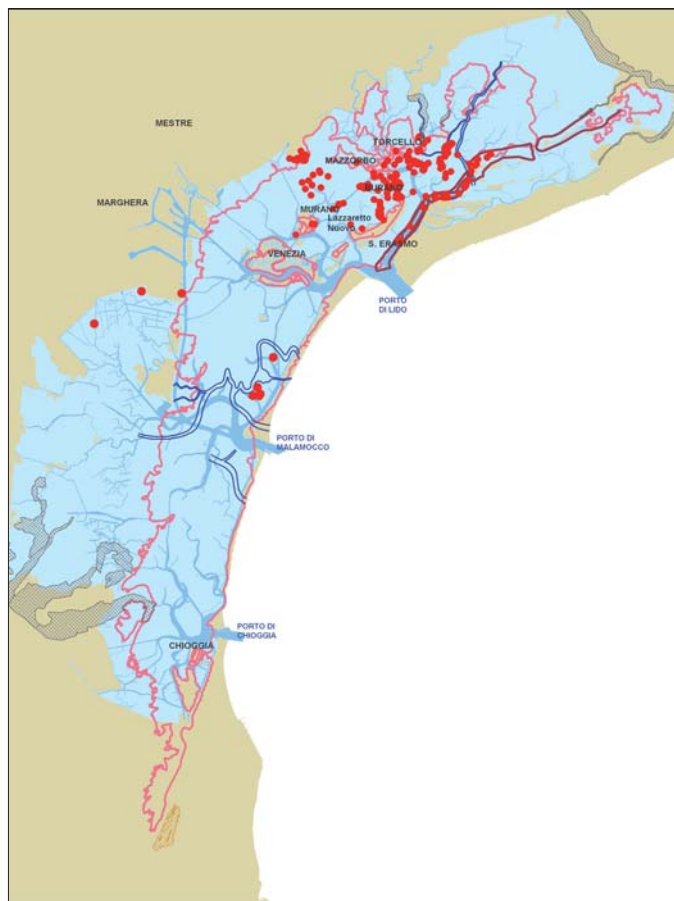 MESTRE
TORCELLO
MAZZORBO
BURANO
MARGHERA
MURANO
Lazzaretto
Nuovo
S. ERASMO
VENEZIA
PORTO
DI LIDO
PORTO DI
MALAMOCCO
PORTO DI
CHIOGGIA
CHIOGGIA